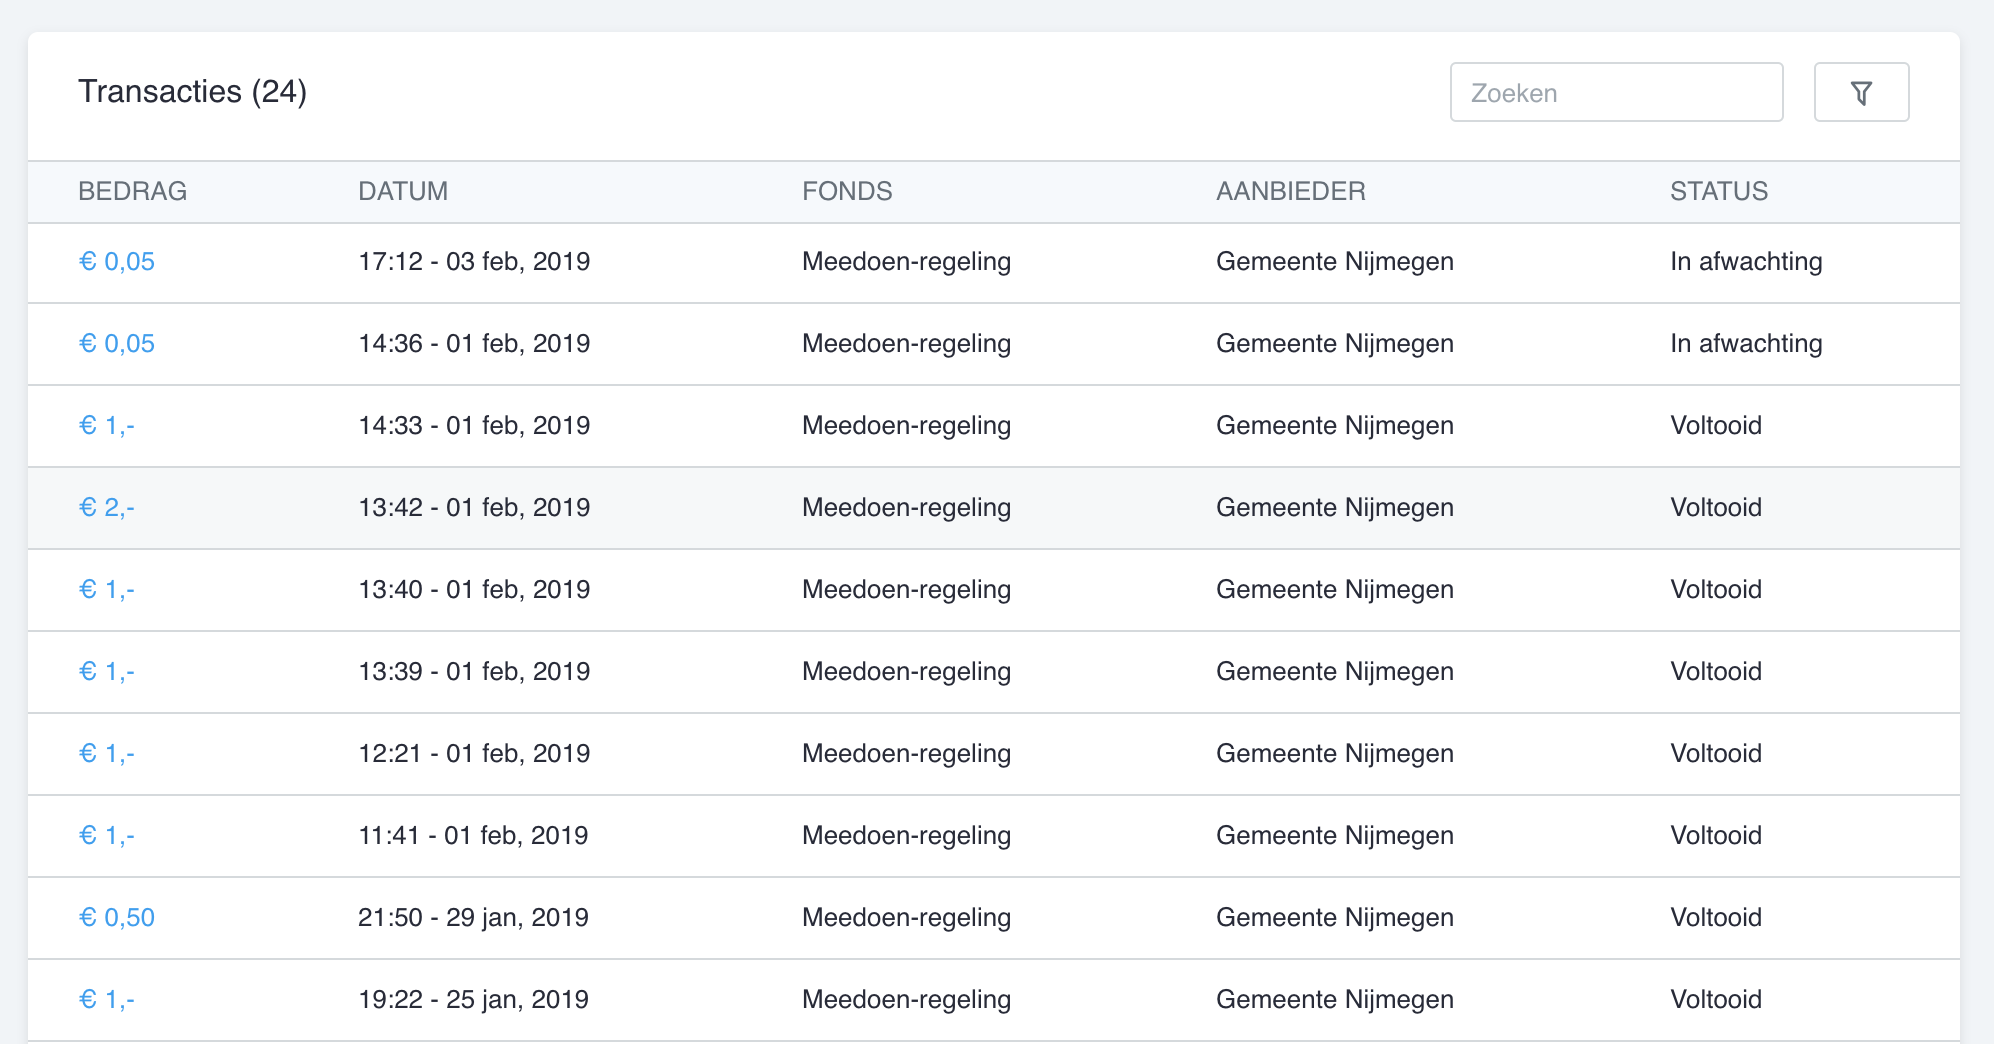 Transacties (24)
Zoeken
BEDRAG DATUM FONDS AANBIEDER STATUS
€ 0,05 17:12 - 03 feb, 2019 Meedoen-regeling Gemeente Nijmegen In afwachting
€ 0,05 14:36 - 01 feb, 2019 Meedoen-regeling Gemeente Nijmegen In afwachting
€ 1,- 14:33 - 01 feb, 2019 Meedoen-regeling Gemeente Nijmegen Voltooid
€ 2,- 13:42 - 01 feb, 2019 Meedoen-regeling Gemeente Nijmegen Voltooid
€ 1,- 13:40 - 01 feb, 2019 Meedoen-regeling Gemeente Nijmegen Voltooid
€ 1,- 13:39 - 01 feb, 2019 Meedoen-regeling Gemeente Nijmegen Voltooid
€ 1,- 12:21 - 01 feb, 2019 Meedoen-regeling Gemeente Nijmegen Voltooid
€ 1,- 11:41 - 01 feb, 2019 Meedoen-regeling Gemeente Nijmegen Voltooid
€ 0,50 21:50 - 29 jan, 2019 Meedoen-regeling Gemeente Nijmegen Voltooid
€ 1,- 19:22 - 25 jan, 2019 Meedoen-regeling Gemeente Nijmegen Voltooid